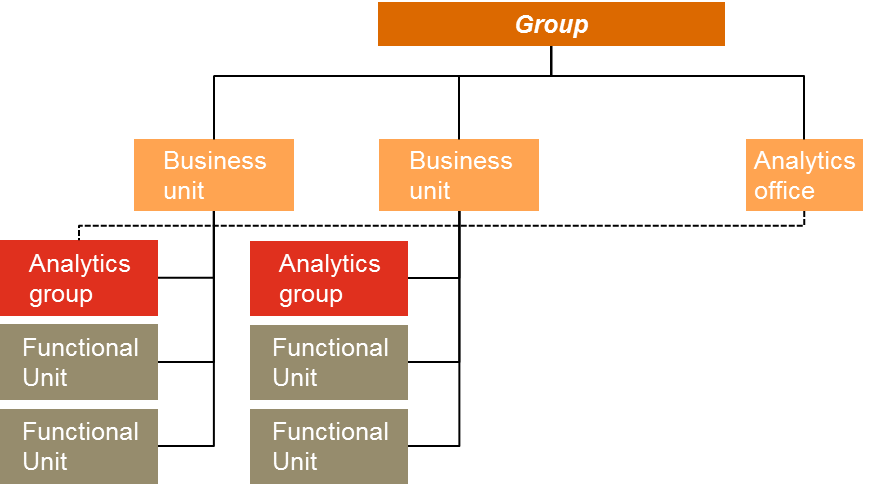 Group
Business
unit
Business
unit
Analytics
office
Analytics
group
Analytics
group
Functional
Unit
Functional
Unit
Functional
Unit
Functional
Unit